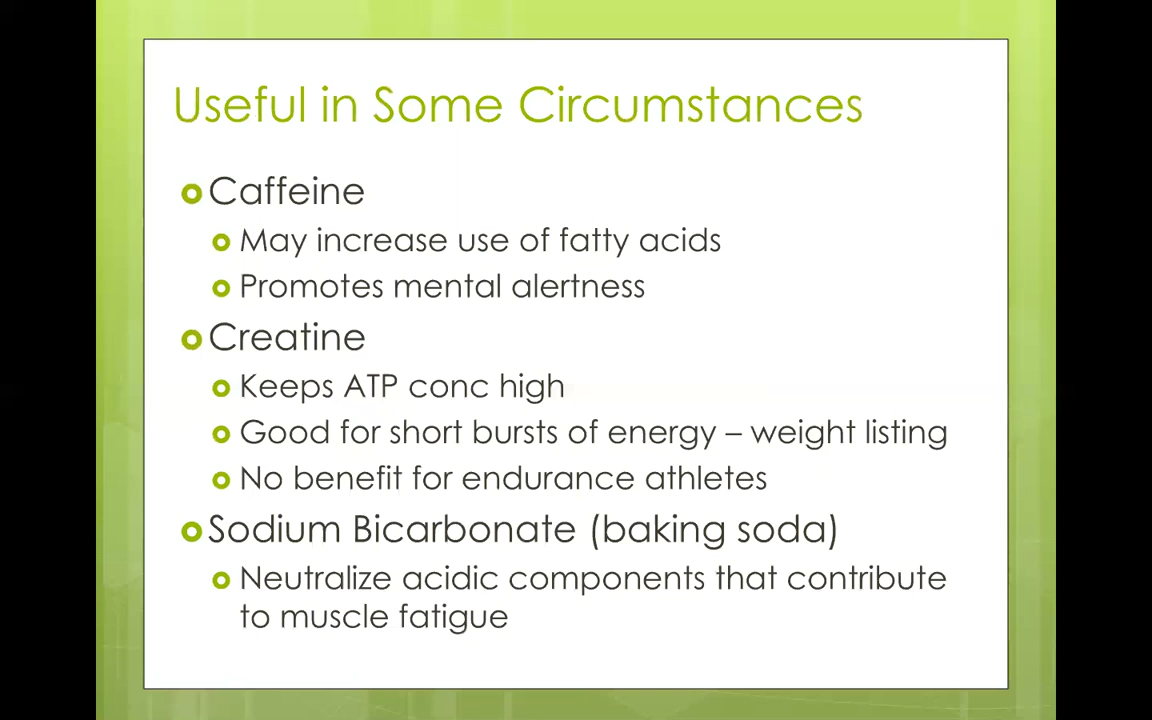 Useful in Some Circumstances
Caffeine
May increase use of fatty acids
Promotes mental alertness
Creatine
Keeps ATP conc high
Good for short bursts of energy – weight listing
No benefit for endurance athletes
Sodium Bicarbonate (baking soda)
Neutralize acidic components that contribute
to muscle fatigue